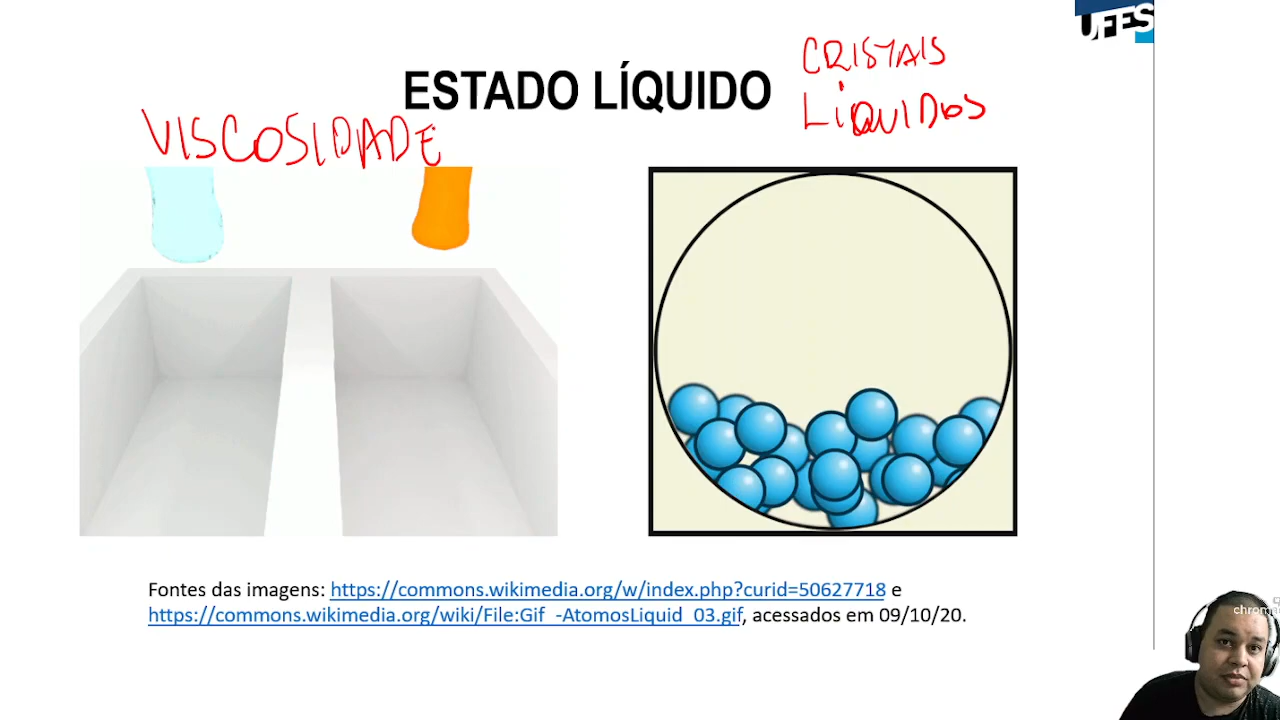 UFES
CRISTAIS
ESTADO LÍQUIDO
LÍQUIDOS
VISCOSIDADE
Fontes das imagens: https://commons.wikimedia.org/w/index.php?curid=50627718 e
https://commons.wikimedia.org/wiki/File:Gif_-AtomosLiquid_03.gif, acessados em 09/10/20.